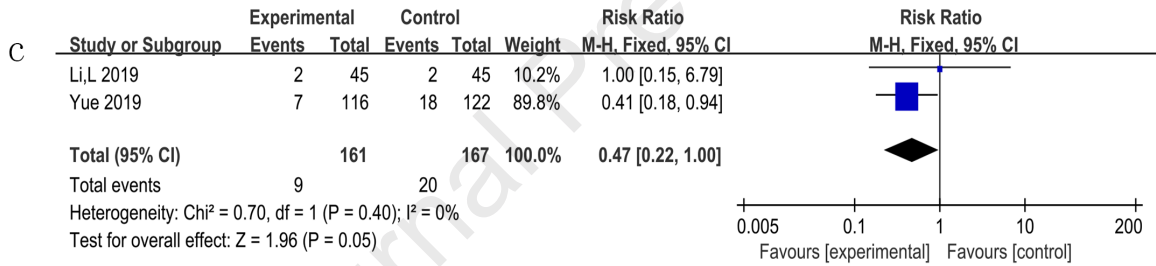 Experimental Control Risk Ratio Risk Ratio
C Study or Subgroup Events Total Events Total Weight M-H, Fixed, 95% CI M-H, Fixed, 95% CI
Li,L 2019 2 45 2 45 10.2% 1.00 [0.15, 6.79]
Yue 2019 7 116 18 122 89.8% 0.41 [0.18, 0.94]
Total (95% CI) 161 167 100.0% 0.47 [0.22, 1.00]
Total events 9 20
Heterogeneity: Chi² = 0.70, df = 1 (P = 0.40); I² = 0%
Test for overall effect: Z = 1.96 (P = 0.05)
0.005 0.1 1 10 200
Favours [experimental] Favours [control]